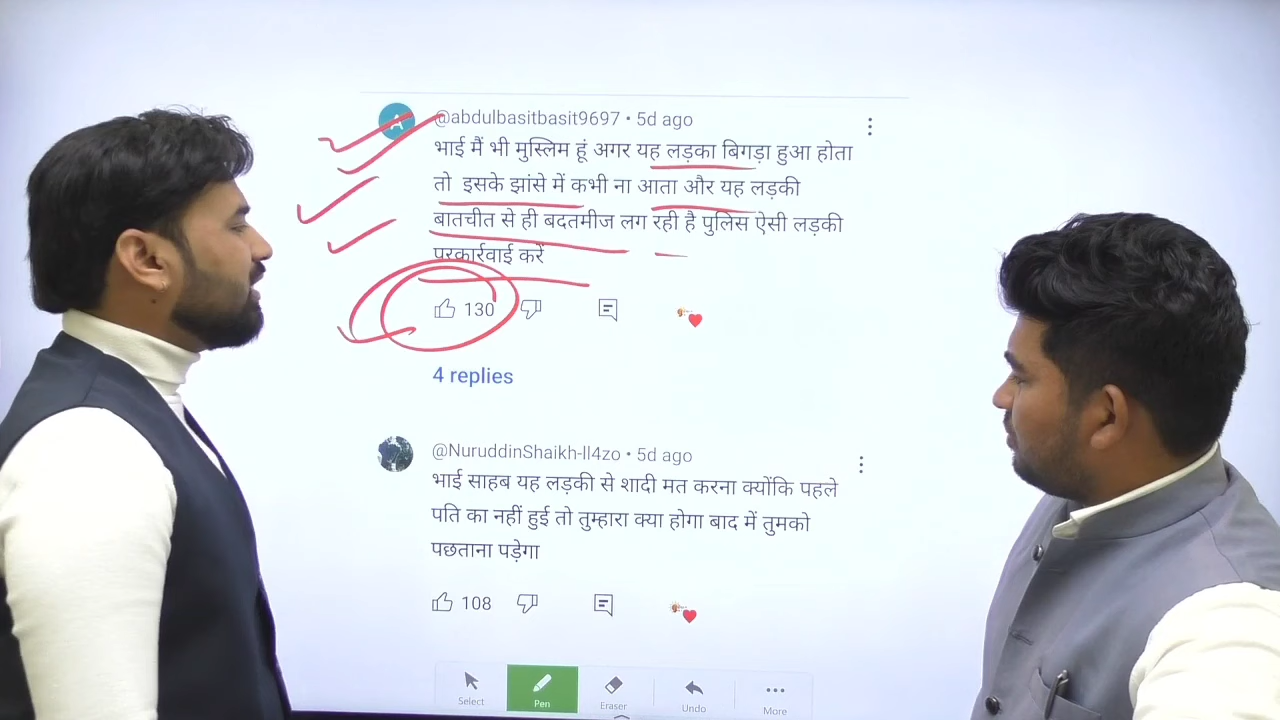 A
@abdulbasitbasit9697 • 5d ago
भाई मैं भी मुस्लिम हूं अगर यह लड़का बिगड़ा हुआ होता
तो इसके झांसे में कभी ना आता और यह लड़की
बातचीत से ही बदतमीज लग रही है पुलिस ऐसी लड़की
परकार्रवाई करें
130
4 replies
@NuruddinShaikh-ll4zo • 5d ago
भाई साहब यह लड़की से शादी मत करना क्योंकि पहले
पति का नहीं हुई तो तुम्हारा क्या होगा बाद में तुमको
पछताना पड़ेगा
108
Select Pen Eraser Undo More